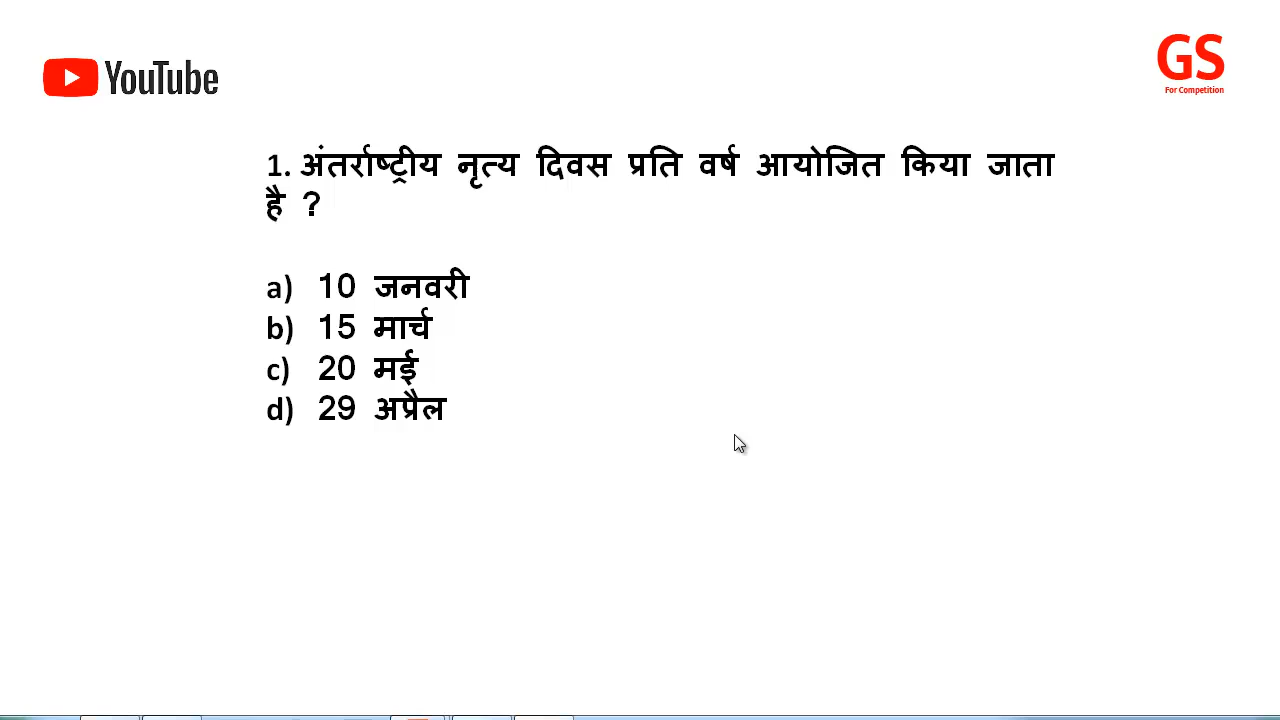 YouTube
GS
For Competition
1. अंतर्राष्ट्रीय नृत्य दिवस प्रति वर्ष आयोजित किया जाता
है ?
a) 10 जनवरी
b) 15 मार्च
c) 20 मई
d) 29 अप्रैल